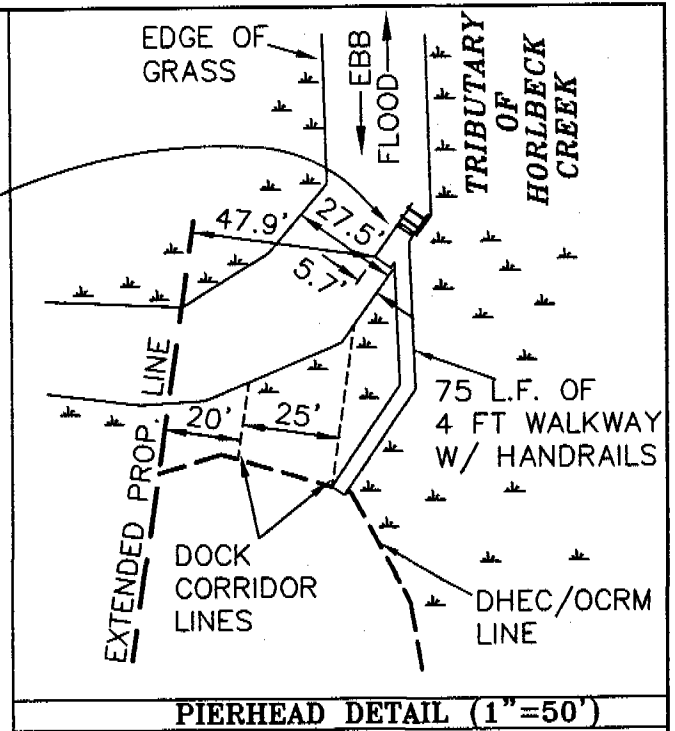 EDGE OF
GRASS
EBB
FLOOD
TRIBUTARY
OF
HORLBECK
CREEK
47.9'
27.5'
5.7'
EXTENDED PROP. LINE
20'
25'
75 L.F. OF
4 FT WALKWAY
W/ HANDRAILS
DOCK
CORRIDOR
LINES
DHEC/OCRM
LINE
PIERHEAD DETAIL (1"=50')